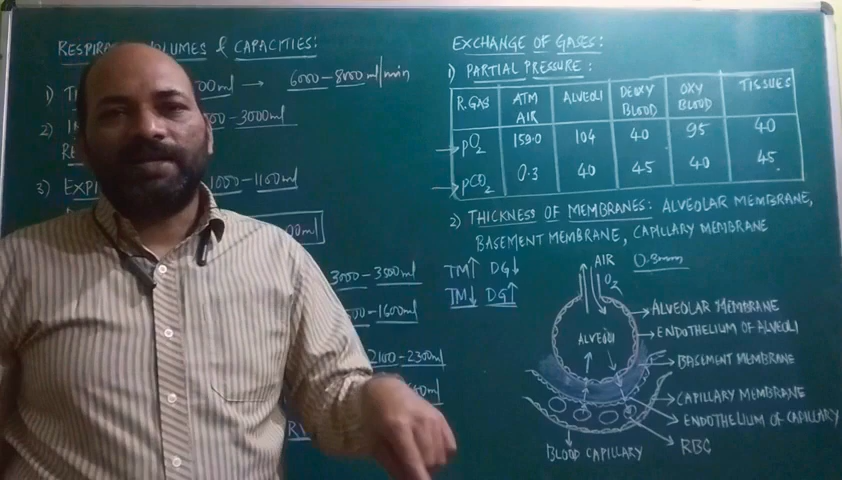 RESPIRA VOLUMES & CAPACITIES:
1) T 00ml → 6000 - 8000 ml/min
2) I 00 - 3000ml
RE
3) EXPI 1000 - 1100ml
00ml
3000 - 3500ml
00 - 1600ml
2100 - 2300ml
EXCHANGE OF GASES:
1) PARTIAL PRESSURE:
R.GAS ATM AIR ALVEOLI DEOXY BLOOD OXY BLOOD TISSUES
pO2 159.0 104 40 95 40
pCO2 0.3 40 45 40 45
2) THICKNESS OF MEMBRANES: ALVEOLAR MEMBRANE,
BASEMENT MEMBRANE, CAPILLARY MEMBRANE
TM↑ DG↓
TM↓ DG↑
AIR
O2
ALVEOLI
ALVEOLAR MEMBRANE
ENDOTHELIUM OF ALVEOLI
BASEMENT MEMBRANE
CAPILLARY MEMBRANE
ENDOTHELIUM OF CAPILLARY
RBC
BLOOD CAPILLARY